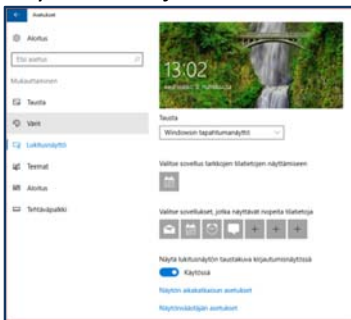 Asetukset
Aloitus
Etsi asetus
Mukauttaminen
Tausta
Värit
Lukitusnäyttö
Teemat
Aloitus
Tehtäväpalkki
13:02
Tausta
Windowsin tapahtumanäyttö
Valitse sovellus tarkkojen tilatietojen näyttämiseen
Valitse sovellukset, jotka näyttävät nopeita tilatietoja
Näytä lukitusnäytön taustakuva kirjautumisnäytössä
Käytössä
Näytön aikakatkaisun asetukset
Näytönsäästäjän asetukset